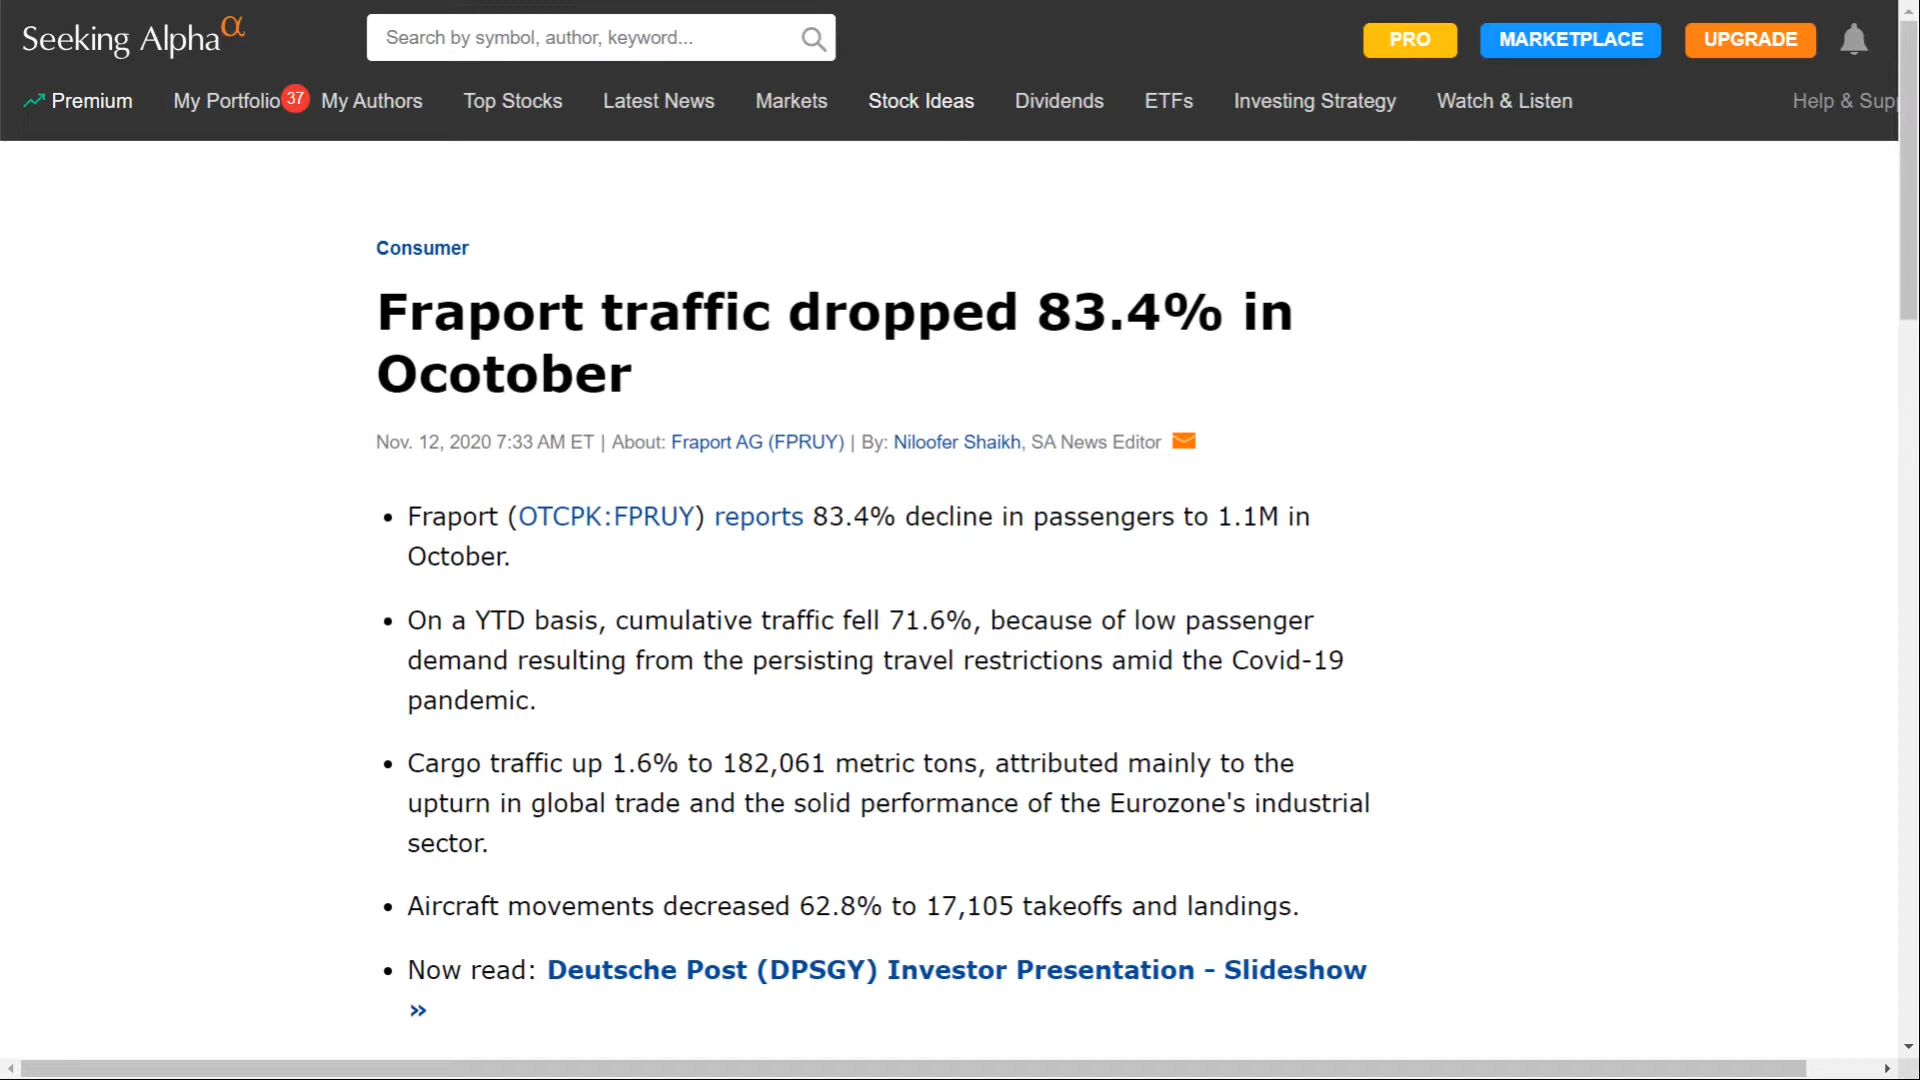 Seeking Alpha α
Search by symbol, author, keyword...
PRO
MARKETPLACE
UPGRADE
Premium
My Portfolio 37
My Authors
Top Stocks
Latest News
Markets
Stock Ideas
Dividends
ETFs
Investing Strategy
Watch & Listen
Help & Supp
Consumer
Fraport traffic dropped 83.4% in
Ocotober
Nov. 12, 2020 7:33 AM ET | About: Fraport AG (FPRUY) | By: Niloofer Shaikh, SA News Editor
• Fraport (OTCPK:FPRUY) reports 83.4% decline in passengers to 1.1M in
October.
• On a YTD basis, cumulative traffic fell 71.6%, because of low passenger
demand resulting from the persisting travel restrictions amid the Covid-19
pandemic.
• Cargo traffic up 1.6% to 182,061 metric tons, attributed mainly to the
upturn in global trade and the solid performance of the Eurozone's industrial
sector.
• Aircraft movements decreased 62.8% to 17,105 takeoffs and landings.
• Now read: Deutsche Post (DPSGY) Investor Presentation - Slideshow
»